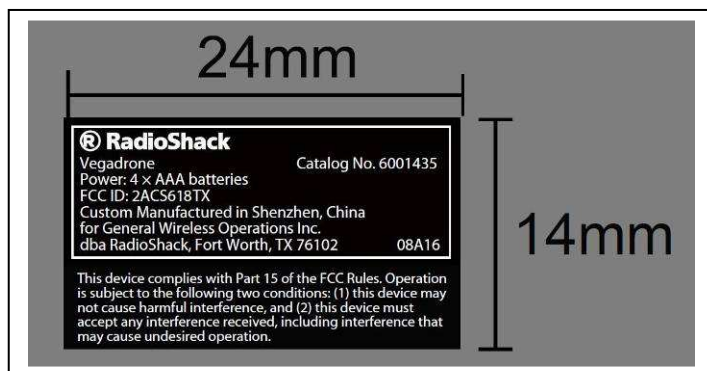 24mm
® RadioShack
Vegadrone Catalog No. 6001435
Power: 4 × AAA batteries
FCC ID: 2ACS618TX
Custom Manufactured in Shenzhen, China
for General Wireless Operations Inc.
dba RadioShack, Fort Worth, TX 76102 08A16
14mm
This device complies with Part 15 of the FCC Rules. Operation
is subject to the following two conditions: (1) this device may
not cause harmful interference, and (2) this device must
accept any interference received, including interference that
may cause undesired operation.